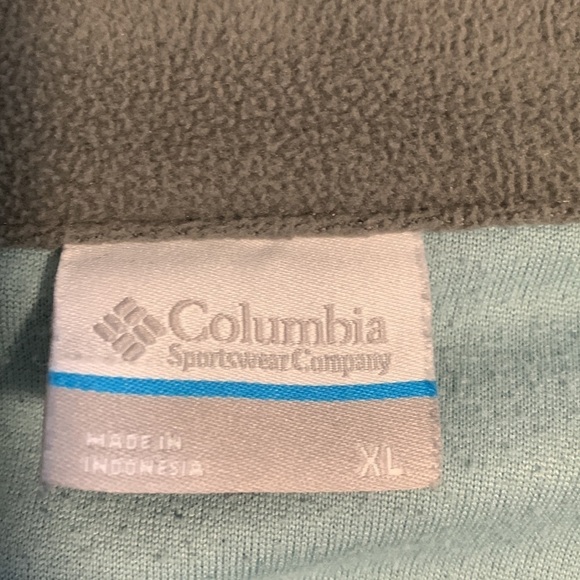 Columbia
Sportswear Company
MADE IN
INDONESIA
XL